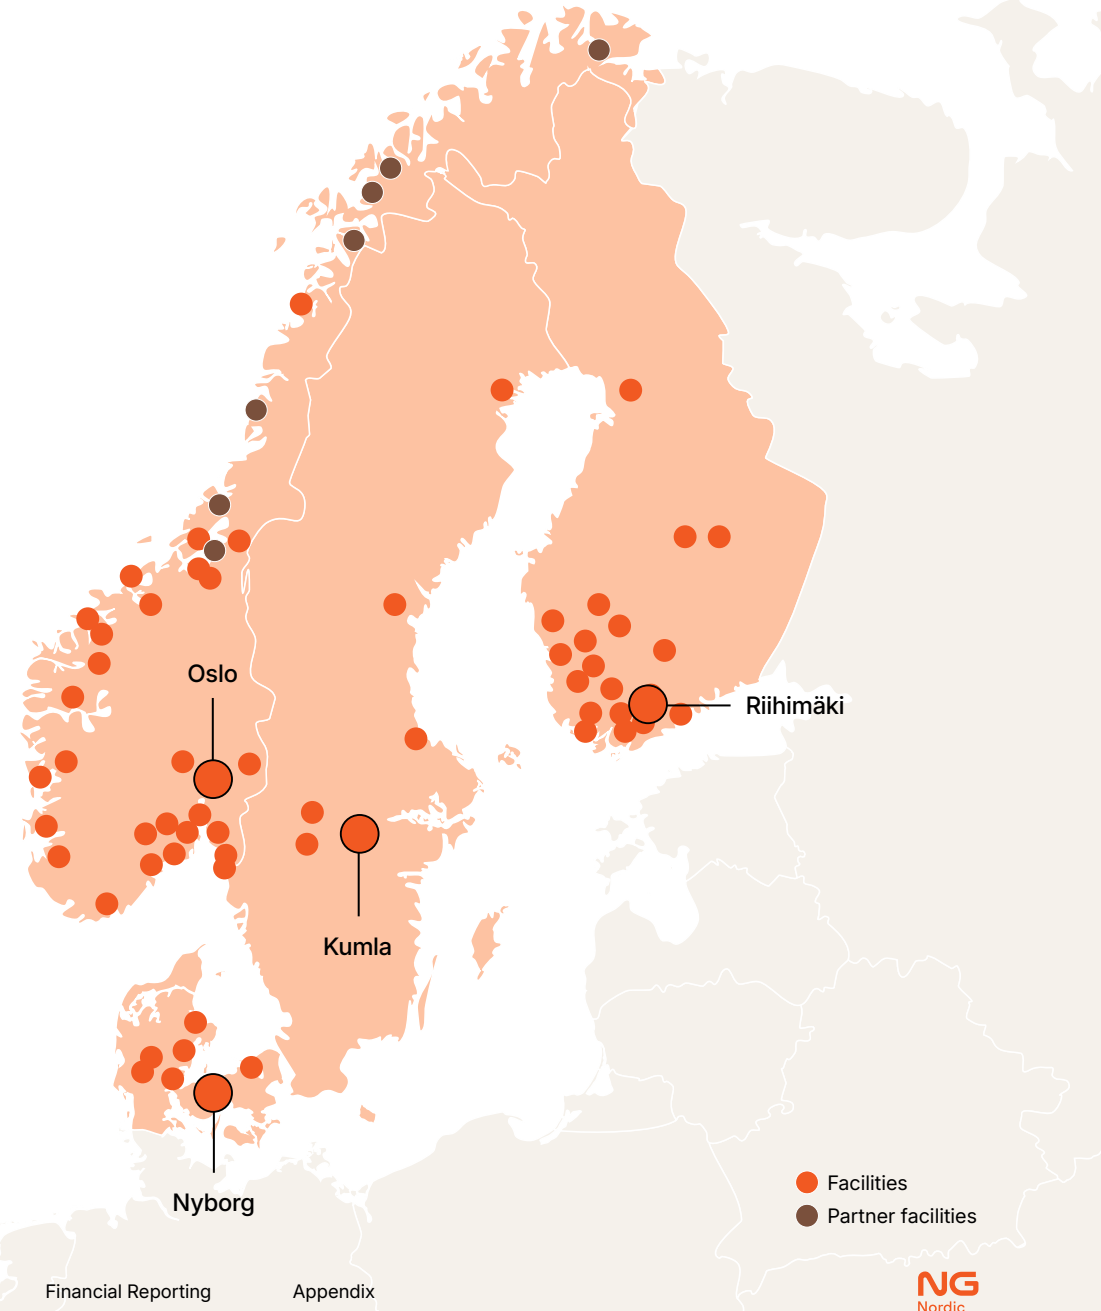 Oslo
Riihimäki
Kumla
Nyborg
Facilities
Partner facilities
Financial Reporting
Appendix
NG
Nordic